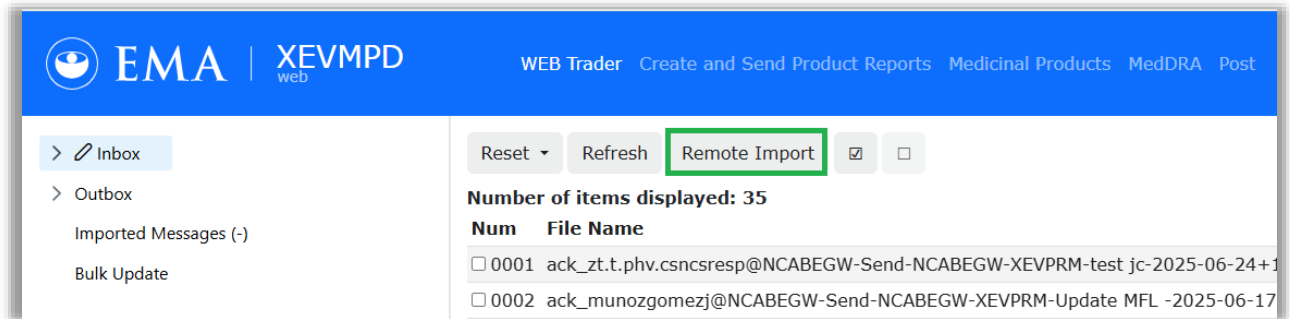 EMA XEVMPD
web
WEB Trader Create and Send Product Reports Medicinal Products MedDRA Post
Inbox
Outbox
Imported Messages (-)
Bulk Update
Reset Refresh Remote Import
Number of items displayed: 35
Num File Name
0001 ack_zt.t.phv.csncsresp@NCABEGW-Send-NCABEGW-XEVPRM-test jc-2025-06-24+1
0002 ack_munozgomezj@NCABEGW-Send-NCABEGW-XEVPRM-Update MFL -2025-06-17